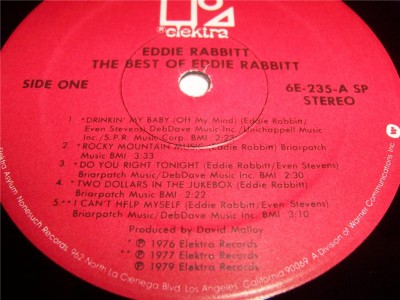 elektra
EDDIE RABBITT
THE BEST OF EDDIE RABBITT
SIDE ONE
6E-235-A SP
STEREO
1. *DRINKIN' MY BABY (Off My Mind) (Eddie Rabbitt/
Even Stevens) DebDave Music Inc./Unichappell Music
Inc./S.P.R. Music Corp. BMI 2:23
2. *ROCKY MOUNTAIN MUSIC (Eddie Rabbitt) Briarpatch
Music BMI 3:33
3. *DO YOU RIGHT TONIGHT (Eddie Rabbitt/Even Stevens)
Briarpatch Music/DebDave Music Inc. BMI 2:30
4. *TWO DOLLARS IN THE JUKEBOX (Eddie Rabbitt)
Briarpatch Music BMI 2:22
5. **I CAN'T HELP MYSELF (Eddie Rabbitt/Even Stevens)
Briarpatch Music/DebDave Music Inc. BMI 3:10
Produced by David Malloy
* ℗ 1976 Elektra Records
** ℗ 1977 Elektra Records
℗ 1979 Elektra Records
Elektra Asylum Nonesuch Records, 962 North La Cienega Blvd. Los Angeles, California 90069. A Division of Warner Communications Inc.